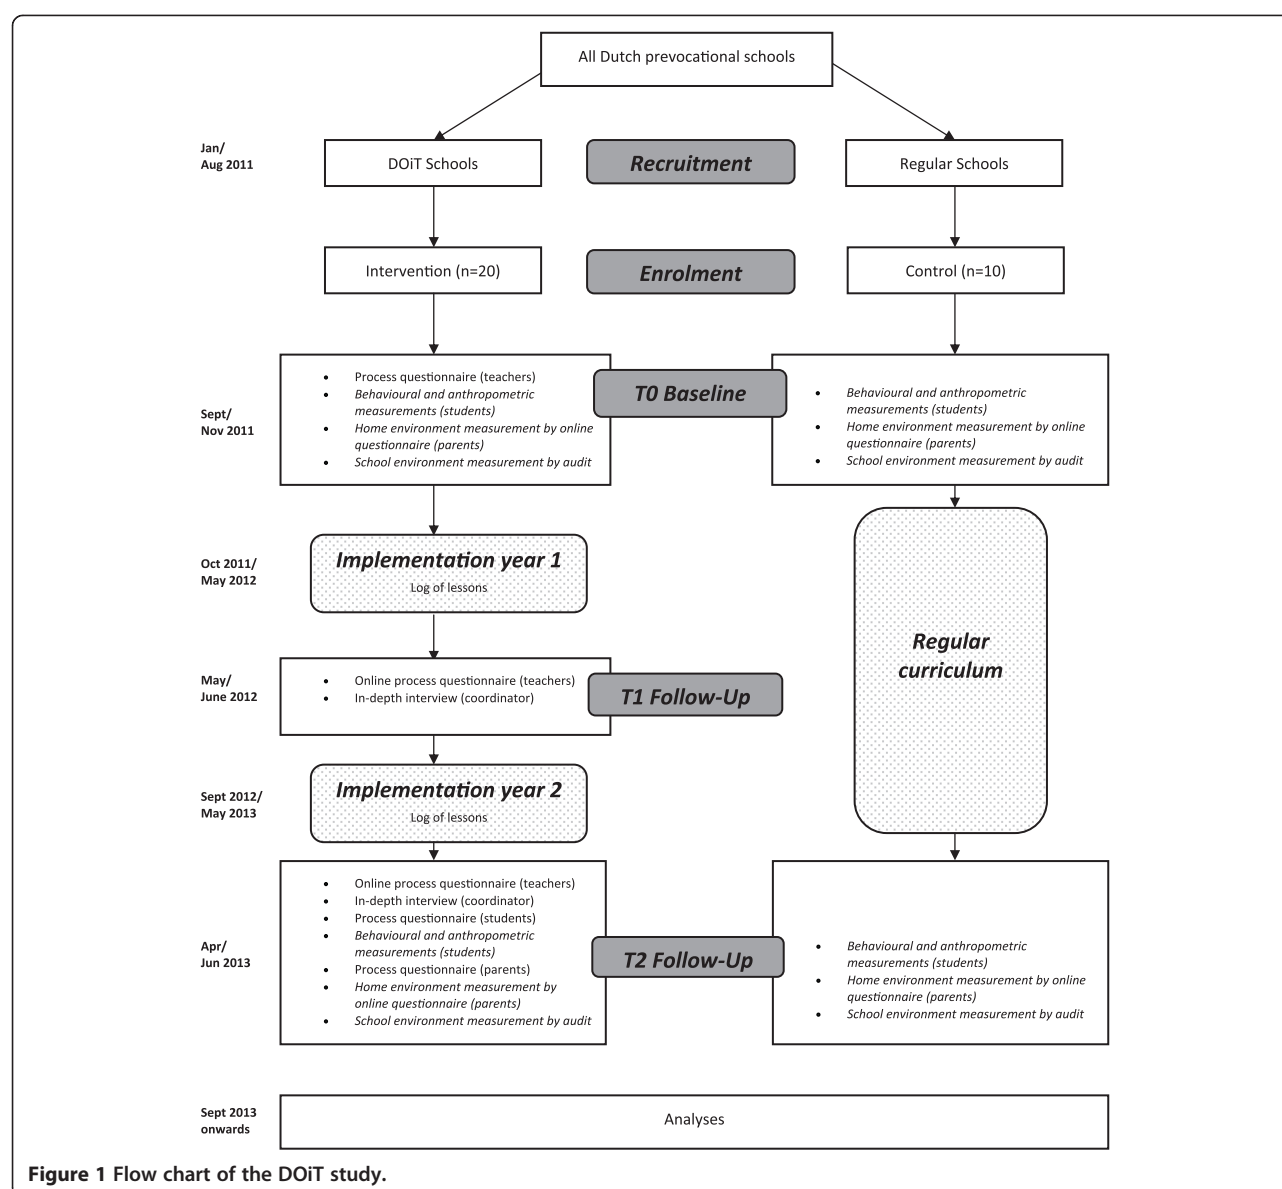 All Dutch prevocational schools
Jan/
Aug 2011
DOiT Schools
Recruitment
Regular Schools
Intervention (n=20)
Enrolment
Control (n=10)
Sept/
Nov 2011
• Process questionnaire (teachers)
• Behavioural and anthropometric
measurements (students)
• Home environment measurement by online
questionnaire (parents)
• School environment measurement by audit
T0 Baseline
• Behavioural and anthropometric
measurements (students)
• Home environment measurement by online
questionnaire (parents)
• School environment measurement by audit
Oct 2011/
May 2012
Implementation year 1
Log of lessons
Regular
curriculum
May/
June 2012
• Online process questionnaire (teachers)
• In-depth interview (coordinator)
T1 Follow-Up
Sept 2012/
May 2013
Implementation year 2
Log of lessons
Apr/
Jun 2013
• Online process questionnaire (teachers)
• In-depth interview (coordinator)
• Process questionnaire (students)
• Behavioural and anthropometric
measurements (students)
• Process questionnaire (parents)
• Home environment measurement by
online questionnaire (parents)
• School environment measurement by audit
T2 Follow-Up
• Behavioural and anthropometric
measurements (students)
• Home environment measurement by online
questionnaire (parents)
• School environment measurement by audit
Sept 2013
onwards
Analyses
Figure 1 Flow chart of the DOiT study.